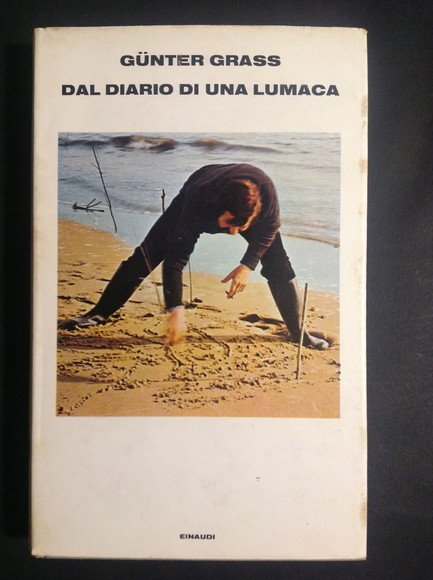 GÜNTER GRASS
DAL DIARIO DI UNA LUMACA
EINAUDI